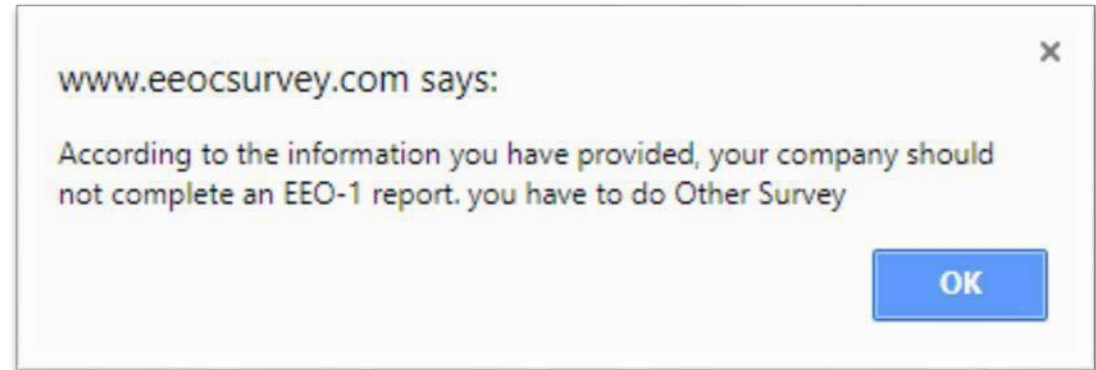 www.eeocsurvey.com says:
According to the information you have provided, your company should
not complete an EEO-1 report. you have to do Other Survey
OK